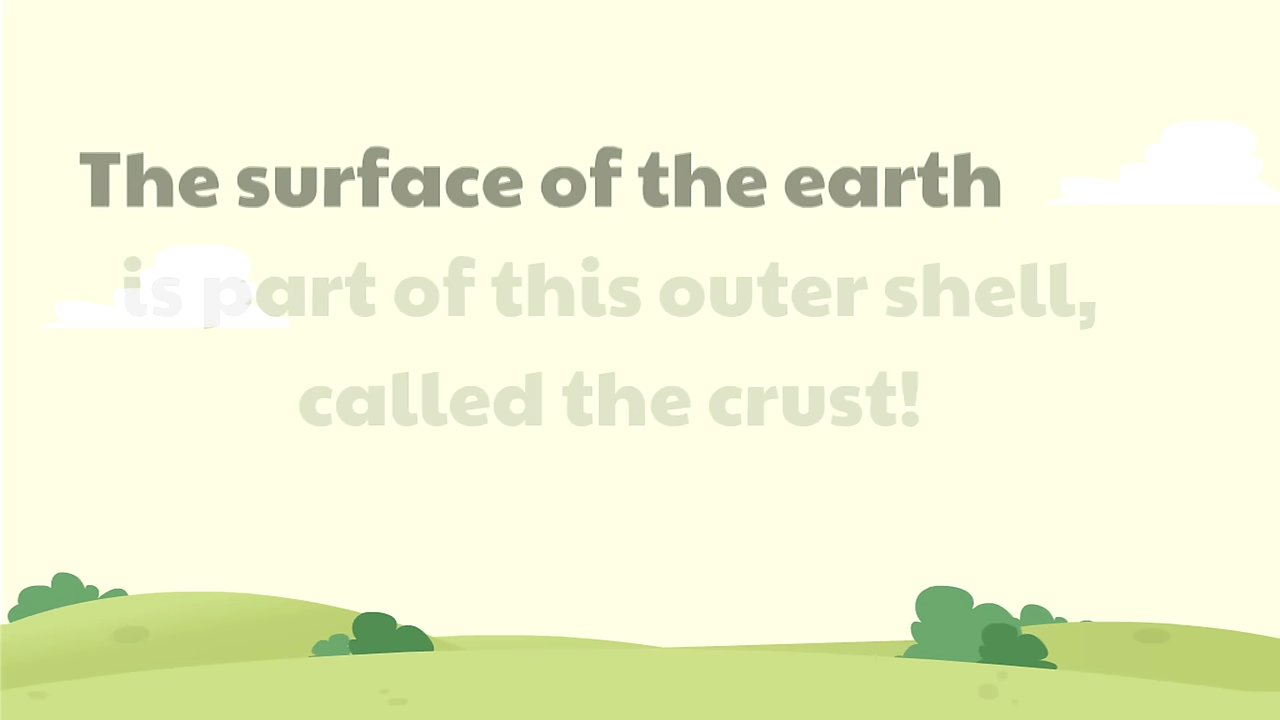 The surface of the earth
is part of this outer shell,
called the crust!